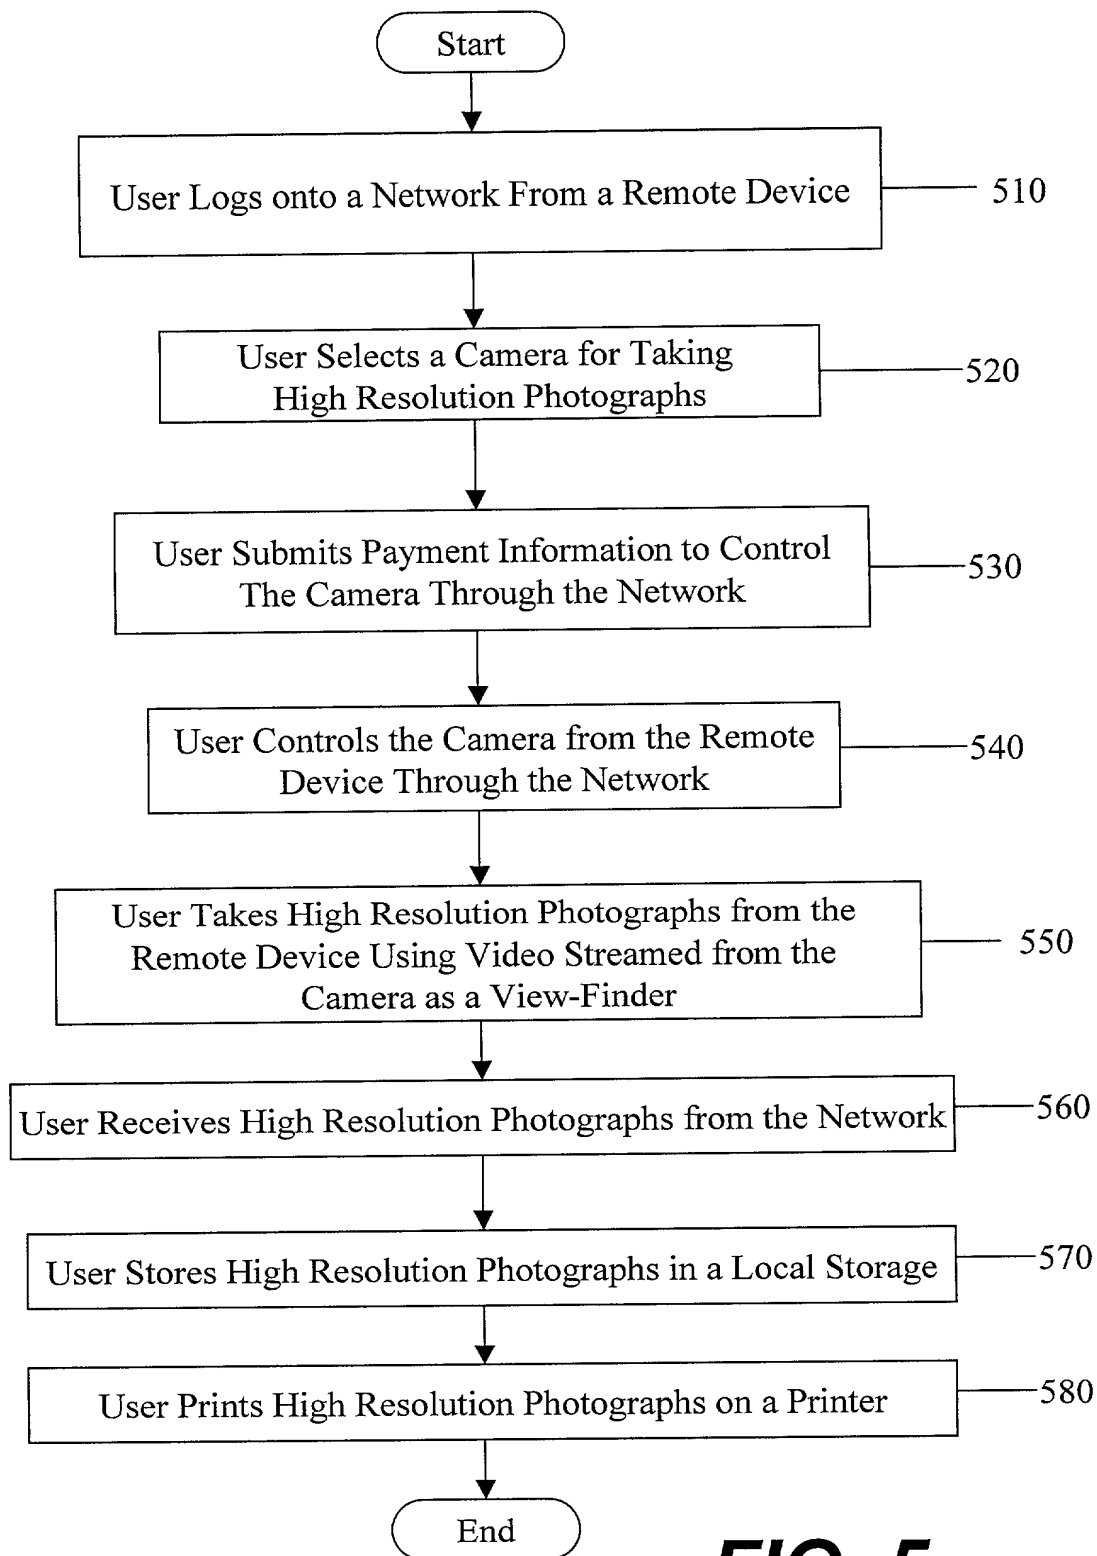 Start
User Logs onto a Network From a Remote Device
510
User Selects a Camera for Taking
High Resolution Photographs
520
User Submits Payment Information to Control
The Camera Through the Network
530
User Controls the Camera from the Remote
Device Through the Network
540
User Takes High Resolution Photographs from the
Remote Device Using Video Streamed from the
Camera as a View-Finder
550
User Receives High Resolution Photographs from the Network
560
User Stores High Resolution Photographs in a Local Storage
570
User Prints High Resolution Photographs on a Printer
580
End
FIG. 5